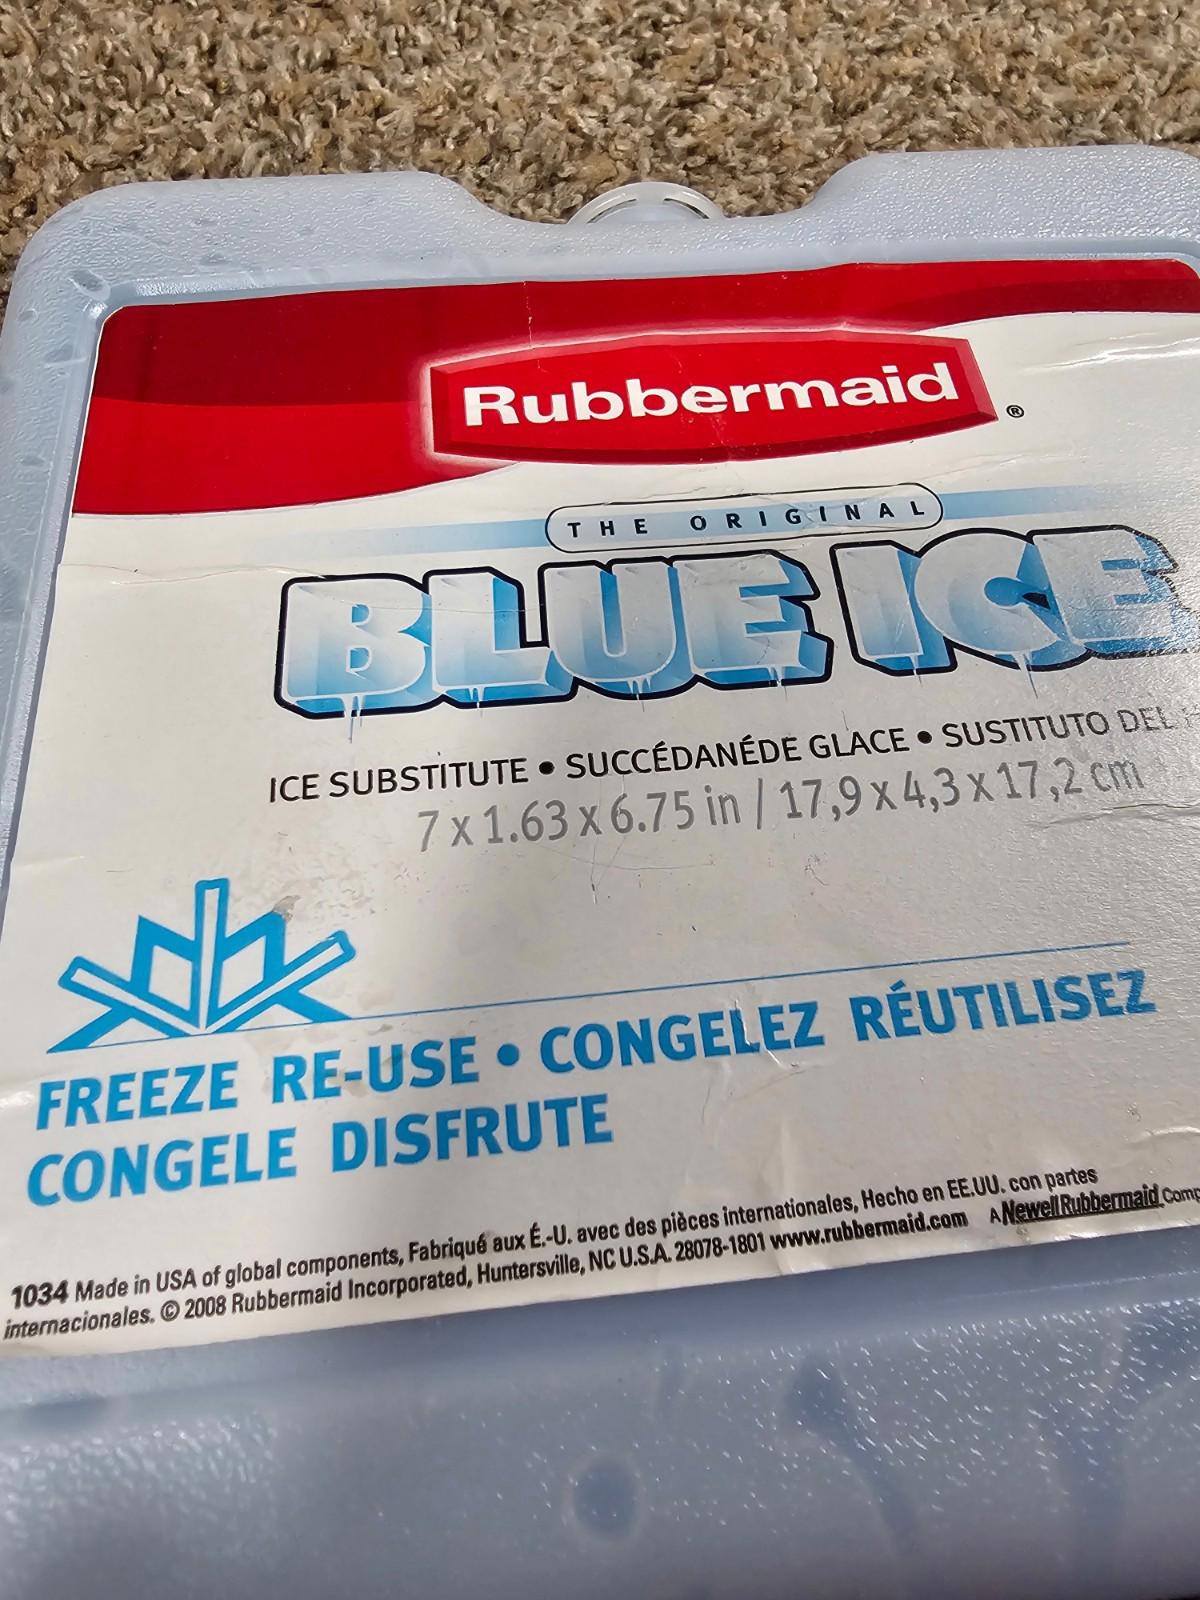 Rubbermaid®
THE ORIGINAL
BLUE ICE
ICE SUBSTITUTE • SUCCÉDANÉDE GLACE • SUSTITUTO DEL
7 x 1.63 x 6.75 in / 17,9 x 4,3 x 17,2 cm
FREEZE RE-USE • CONGELEZ RÉUTILISEZ
CONGELE DISFRUTE
1034 Made in USA of global components, Fabriqué aux É.-U. avec des pièces internationales, Hecho en EE.UU. con partes
internacionales. © 2008 Rubbermaid Incorporated, Huntersville, NC U.S.A. 28078-1801 www.rubbermaid.com A NewellRubbermaid